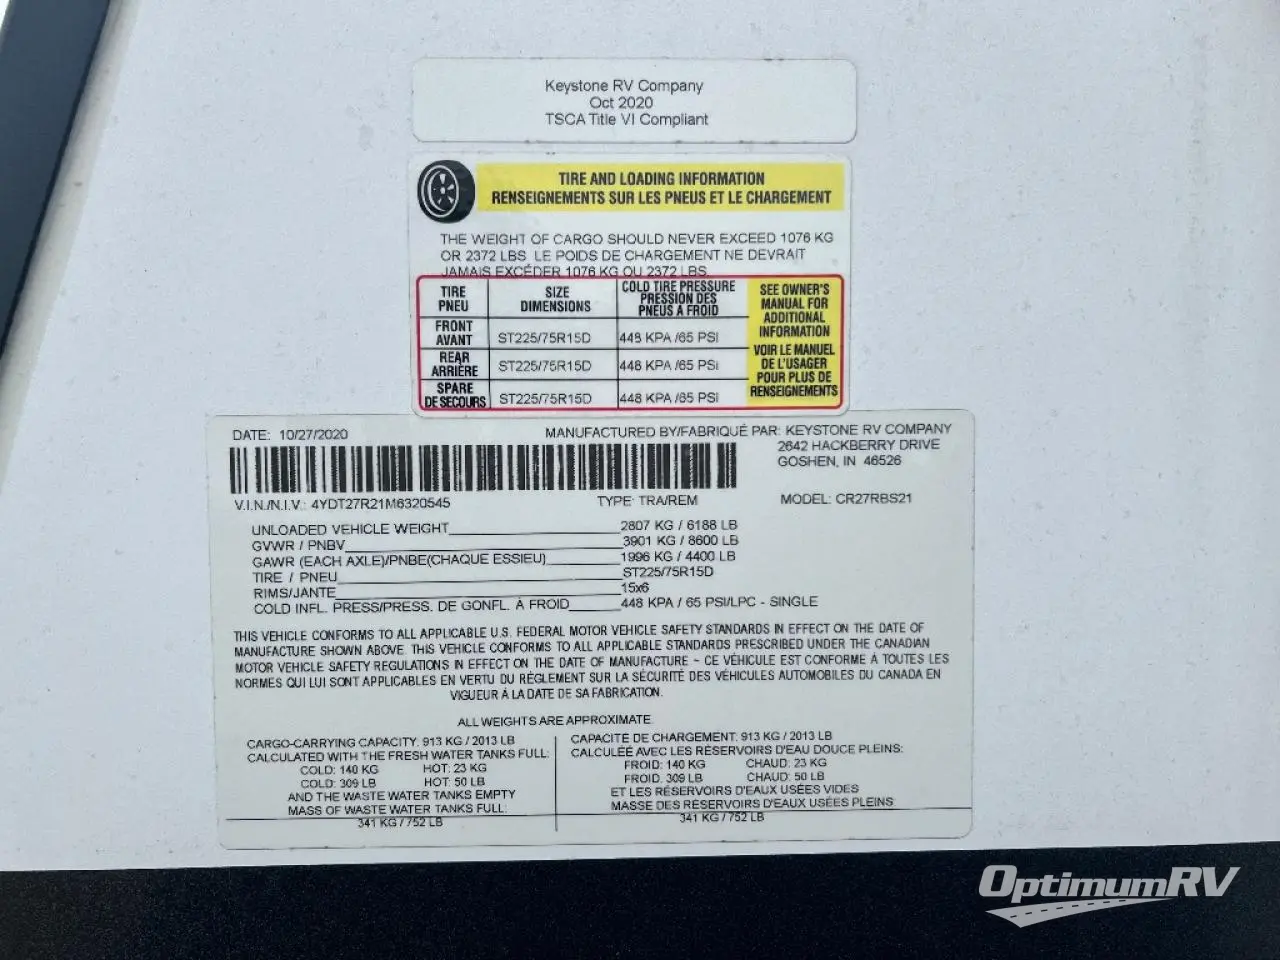 Keystone RV Company
Oct 2020
TSCA Title VI Compliant
TIRE AND LOADING INFORMATION
RENSEIGNEMENTS SUR LES PNEUS ET LE CHARGEMENT
THE WEIGHT OF CARGO SHOULD NEVER EXCEED 1076 KG
OR 2372 LBS LE POIDS DE CHARGEMENT NE DEVRAIT
JAMAIS EXCÉDER 1076 KG OU 2372 LBS
TIRE
PNEU
SIZE
DIMENSIONS
COLD TIRE PRESSURE
PRESSION DES
PNEUS À FROID
SEE OWNER'S
MANUAL FOR
ADDITIONAL
INFORMATION
VOIR LE MANUEL
DE L'USAGER
POUR PLUS DE
RENSEIGNEMENTS
FRONT
AVANT
ST225/75R15D
448 KPA /65 PSI
REAR
ARRIÈRE
ST225/75R15D
448 KPA /65 PSI
SPARE
DE SECOURS
ST225/75R15D
448 KPA /65 PSI
DATE: 10/27/2020
MANUFACTURED BY/FABRIQUÉ PAR: KEYSTONE RV COMPANY
2642 HACKBERRY DRIVE
GOSHEN, IN 46526
V.I.N./N.I.V.: 4YDT27R21M6320545
TYPE: TRA/REM
MODEL: CR27RBS21
UNLOADED VEHICLE WEIGHT 2807 KG / 6188 LB
GVWR / PNBV 3901 KG / 8600 LB
GAWR (EACH AXLE)/PNBE(CHAQUE ESSIEU) 1996 KG / 4400 LB
TIRE / PNEU ST225/75R15D
RIMS/JANTE 15x6
COLD INFL. PRESS/PRESS. DE GONFL. À FROID 448 KPA / 65 PSI/LPC - SINGLE
THIS VEHICLE CONFORMS TO ALL APPLICABLE U.S. FEDERAL MOTOR VEHICLE SAFETY STANDARDS IN EFFECT ON THE DATE OF
MANUFACTURE SHOWN ABOVE. THIS VEHICLE CONFORMS TO ALL APPLICABLE STANDARDS PRESCRIBED UNDER THE CANADIAN
MOTOR VEHICLE SAFETY REGULATIONS IN EFFECT ON THE DATE OF MANUFACTURE - CE VÉHICULE EST CONFORME À TOUTES LES
NORMES QUI LUI SONT APPLICABLES EN VERTU DU RÈGLEMENT SUR LA SÉCURITÉ DES VÉHICULES AUTOMOBILES DU CANADA EN
VIGUEUR À LA DATE DE SA FABRICATION.
ALL WEIGHTS ARE APPROXIMATE
CARGO-CARRYING CAPACITY: 913 KG / 2013 LB
CALCULATED WITH THE FRESH WATER TANKS FULL:
COLD: 140 KG HOT: 23 KG
COLD: 309 LB HOT: 50 LB
AND THE WASTE WATER TANKS EMPTY
MASS OF WASTE WATER TANKS FULL:
341 KG / 752 LB
CAPACITÉ DE CHARGEMENT: 913 KG / 2013 LB
CALCULÉE AVEC LES RÉSERVOIRS D'EAU DOUCE PLEINS:
FROID: 140 KG CHAUD: 23 KG
FROID: 309 LB CHAUD: 50 LB
ET LES RÉSERVOIRS D'EAUX USÉES VIDES
MASSE DES RÉSERVOIRS D'EAUX USÉES PLEINS
341 KG / 752 LB
OptimumRV